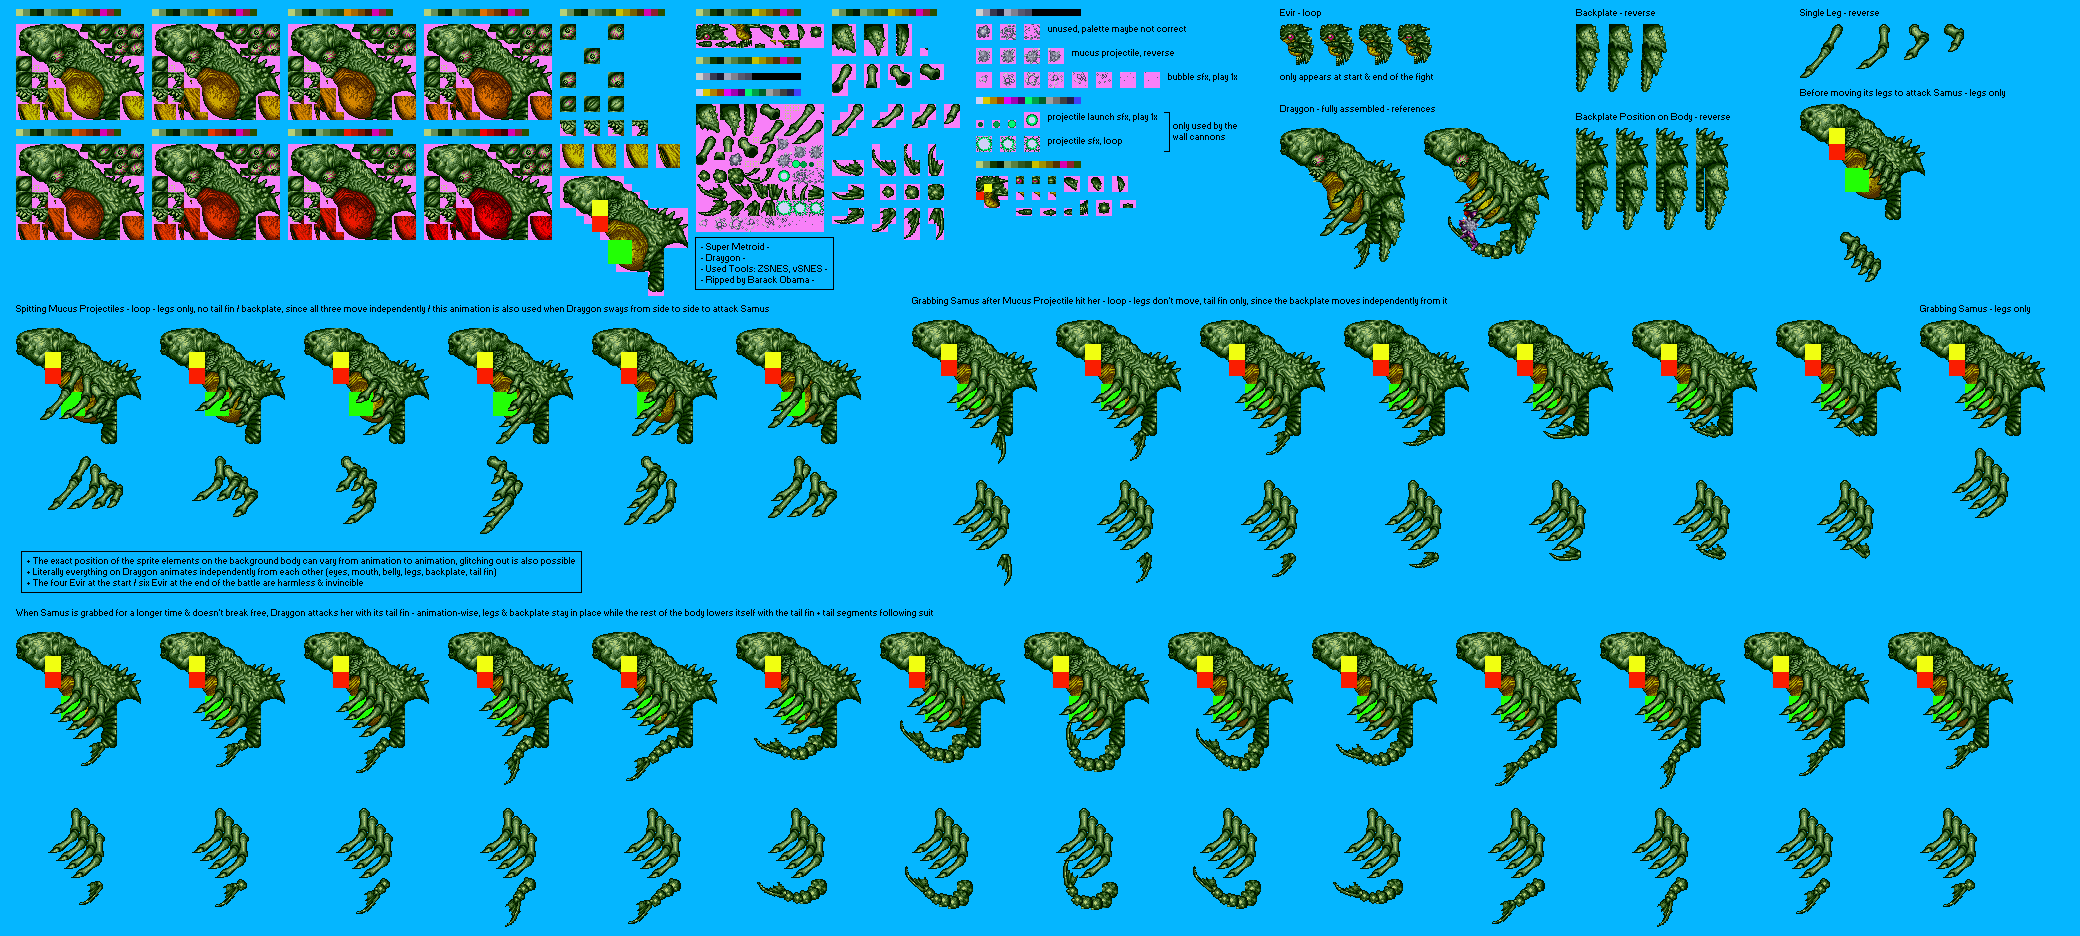 unused, palette maybe not correct
mucus projectile, reverse
bubble sfx, play 1x
projectile launch sfx, play 1x
only used by the
wall cannons
projectile sfx, loop
Evir - loop
only appears at start & end of the fight
Draygon - fully assembled - references
Backplate - reverse
Backplate Position on Body - reverse
Single Leg - reverse
Before moving its legs to attack Samus - legs only
- Super Metroid -
- Draygon -
- Used Tools: ZSNES, vSNES -
- Ripped by Barack Obama -
Spitting Mucus Projectiles - loop - legs only, no tail fin / backplate, since all three move independently / this animation is also used when Draygon sways from side to side to attack Samus
Grabbing Samus after Mucus Projectile hit her - loop - legs don't move, tail fin only, since the backplate moves independently from it
Grabbing Samus - legs only
+ The exact position of the sprite elements on the background body can vary from animation to animation, glitching out is also possible
+ Literally everything on Draygon animates independently from each other (eyes, mouth, belly, legs, backplate, tail fin)
+ The four Evir at the start / six Evir at the end of the battle are harmless & invincible
When Samus is grabbed for a longer time & doesn't break free, Draygon attacks her with its tail fin - animation-wise, legs & backplate stay in place while the rest of the body lowers itself with the tail fin + tail segments following suit